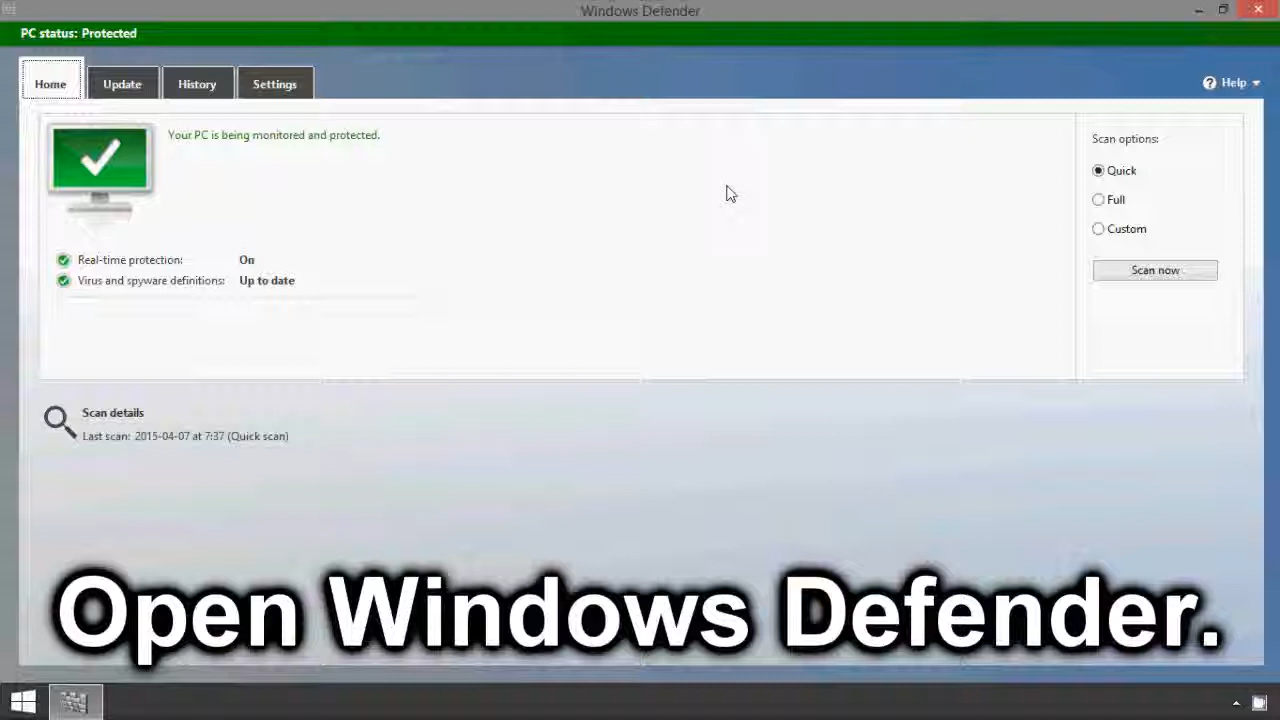 Windows Defender
PC status: Protected
Home
Update
History
Settings
Help
Your PC is being monitored and protected.
Scan options:
Quick
Full
Custom
Scan now
Real-time protection: On
Virus and spyware definitions: Up to date
Scan details
Last scan: 2015-04-07 at 7:37 (Quick scan)
Open Windows Defender.